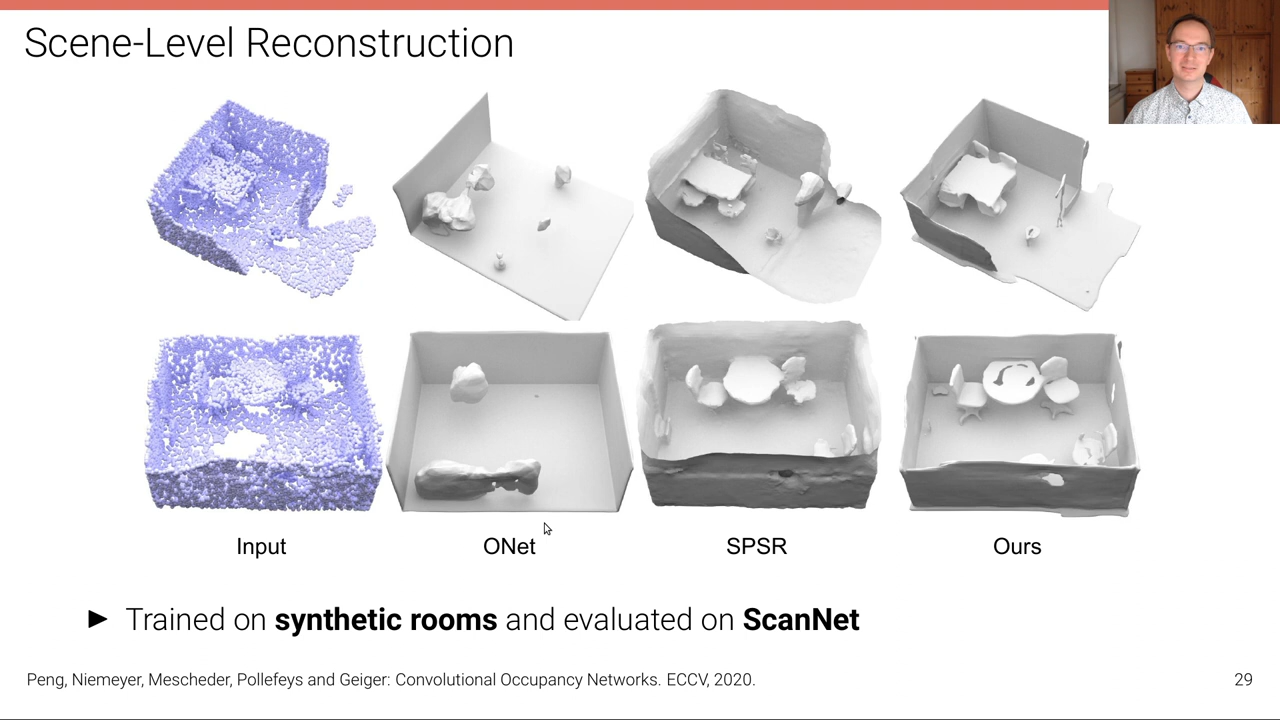 Scene-Level Reconstruction
Input
ONet
SPSR
Ours
► Trained on synthetic rooms and evaluated on ScanNet
Peng, Niemeyer, Mescheder, Pollefeys and Geiger: Convolutional Occupancy Networks. ECCV, 2020.
29